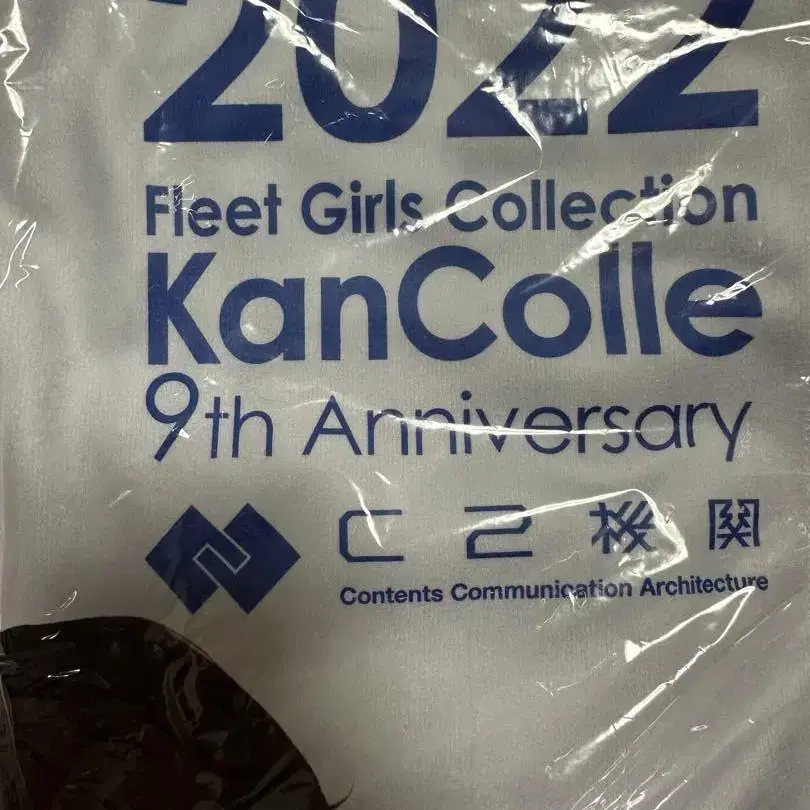 2022
Fleet Girls Collection
KanColle
9th Anniversary
C2機関
Contents Communication Architecture